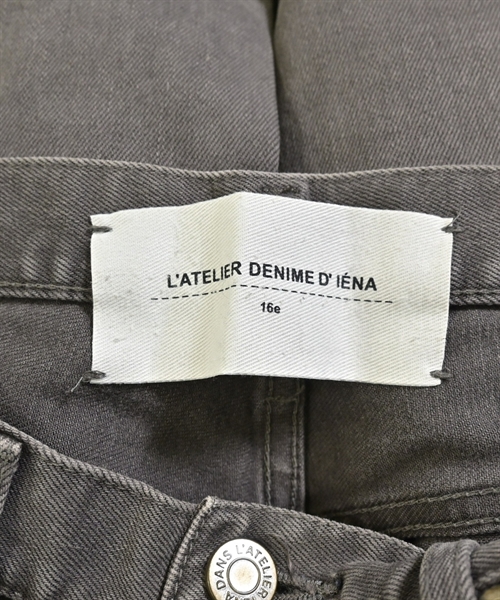 L'ATELIER DENIME D' IÉNA
16e
DANS L'ATELIER